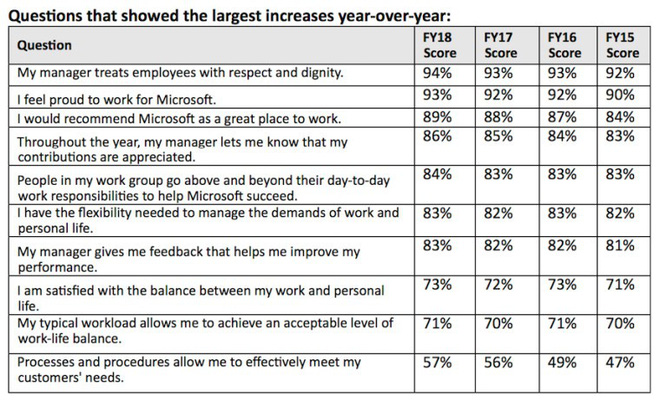 Questions that showed the largest increases year-over-year:
Question FY18 Score FY17 Score FY16 Score FY15 Score
My manager treats employees with respect and dignity. 94% 93% 93% 92%
I feel proud to work for Microsoft. 93% 92% 92% 90%
I would recommend Microsoft as a great place to work. 89% 88% 87% 84%
Throughout the year, my manager lets me know that my
contributions are appreciated. 86% 85% 84% 83%
People in my work group go above and beyond their day-to-day
work responsibilities to help Microsoft succeed. 84% 83% 83% 83%
I have the flexibility needed to manage the demands of work and
personal life. 83% 82% 83% 82%
My manager gives me feedback that helps me improve my
performance. 83% 82% 82% 81%
I am satisfied with the balance between my work and personal
life. 73% 72% 73% 71%
My typical workload allows me to achieve an acceptable level of
work-life balance. 71% 70% 71% 70%
Processes and procedures allow me to effectively meet my
customers' needs. 57% 56% 49% 47%